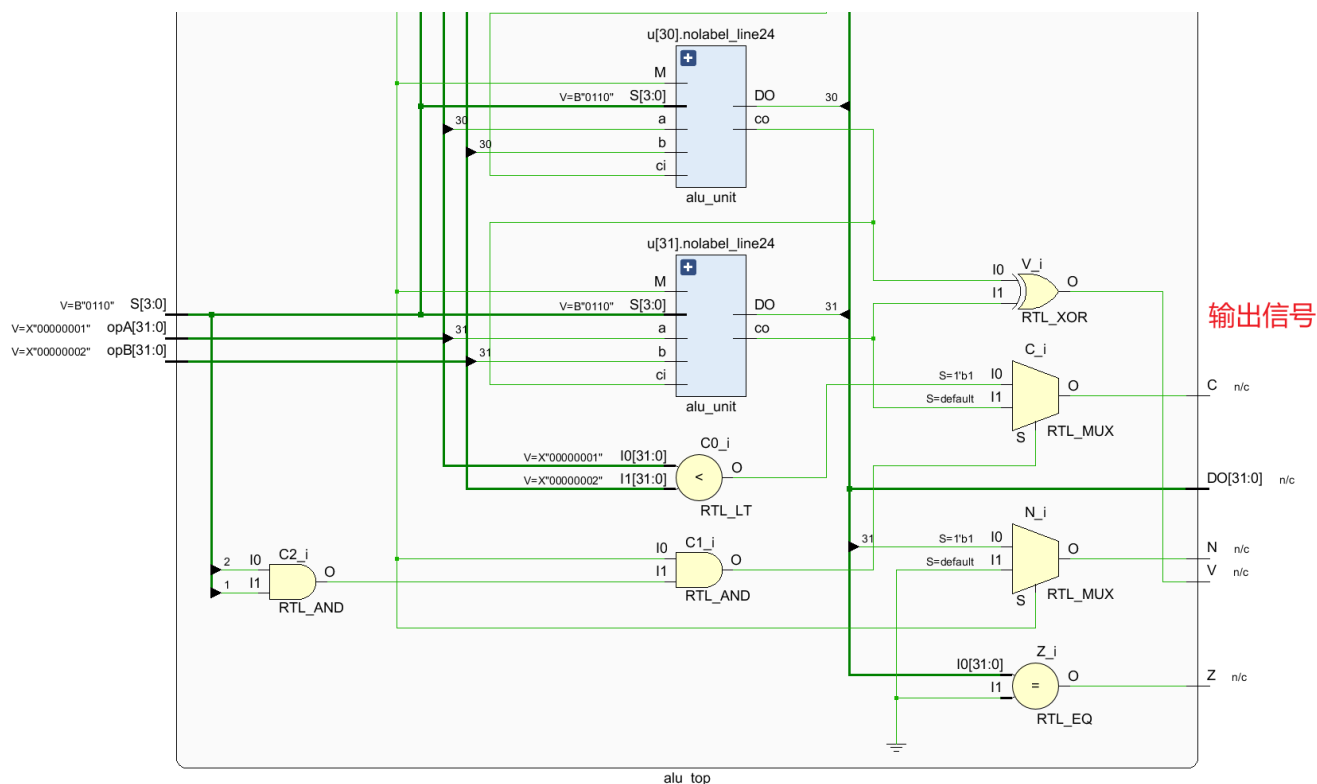 u[30].nolabel_line24
M
V=B"0110" S[3:0]
30 a
30 b
ci
DO 30
co
alu_unit
u[31].nolabel_line24
M
V=B"0110" S[3:0]
31 a
31 b
ci
DO 31
co
alu_unit
V=B"0110" S[3:0]
V=X"00000001" opA[31:0]
V=X"00000002" opB[31:0]
V_i
I0
I1
O
RTL_XOR
输出信号
C_i
S=1'b1 I0
S=default I1
S
O
RTL_MUX
C n/c
C0_i
V=X"00000001" I0[31:0]
V=X"00000002" I1[31:0]
<
O
RTL_LT
DO[31:0] n/c
C2_i
2 I0
1 I1
O
RTL_AND
C1_i
I0
I1
O
RTL_AND
N_i
31 S=1'b1 I0
S=default I1
S
O
RTL_MUX
N n/c
V n/c
Z_i
I0[31:0]
I1
=
O
RTL_EQ
Z n/c
alu_top